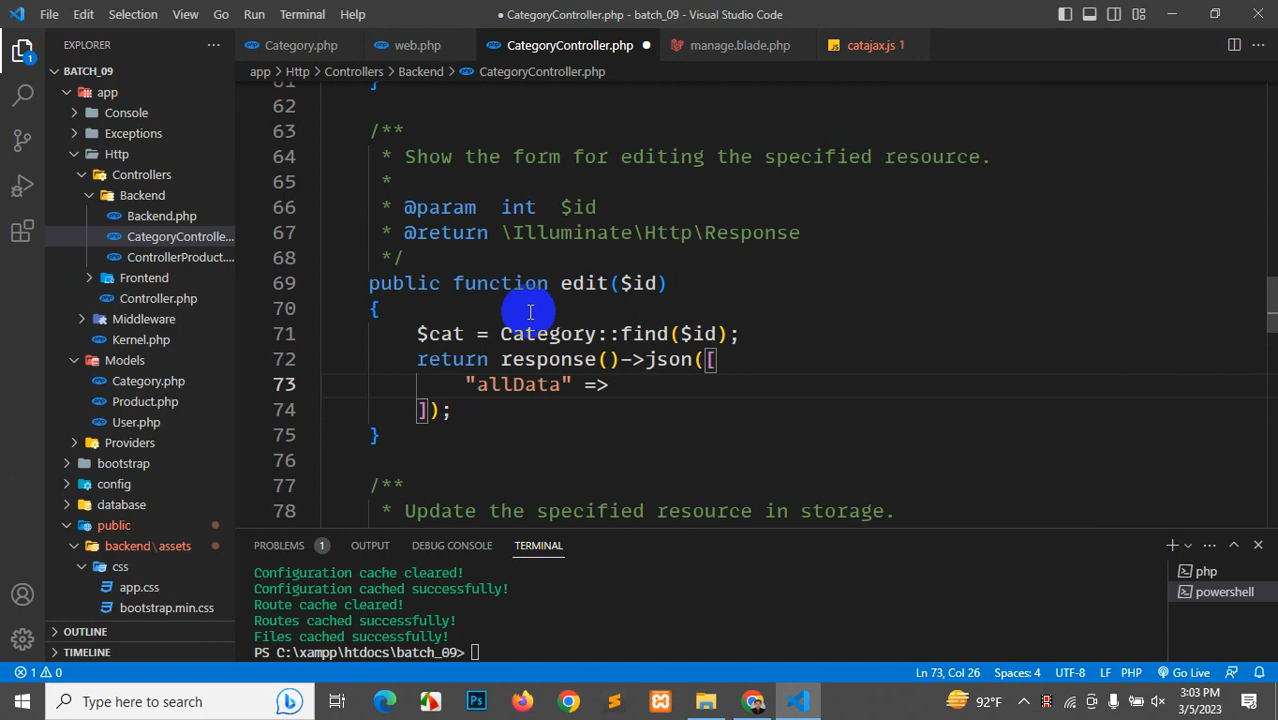 File Edit Selection View Go Run Terminal Help
● CategoryController.php - batch_09 - Visual Studio Code
EXPLORER
Category.php web.php CategoryController.php manage.blade.php catajax.js 1
BATCH_09
app > Http > Controllers > Backend > CategoryController.php
app
Console
Exceptions
Http
Controllers
Backend
Backend.php
CategoryControlle...
ControllerProduct....
Frontend
Controller.php
Middleware
Kernel.php
Models
Category.php
Product.php
User.php
Providers
bootstrap
config
database
public
backend\assets
css
app.css
bootstrap.min.css
OUTLINE
TIMELINE
61 }
62
63 /**
64 * Show the form for editing the specified resource.
65 *
66 * @param int $id
67 * @return \Illuminate\Http\Response
68 */
69 public function edit($id)
70 {
71 $cat = Category::find($id);
72 return response()->json([
73 "allData" =>
74 ]);
75 }
76
77 /**
78 * Update the specified resource in storage.
PROBLEMS 1 OUTPUT DEBUG CONSOLE TERMINAL
Configuration cache cleared!
Configuration cached successfully!
Route cache cleared!
Routes cached successfully!
Files cached successfully!
PS C:\xampp\htdocs\batch_09>
php
powershell
1 0 Ln 73, Col 26 Spaces: 4 UTF-8 LF PHP Go Live
Type here to search
92°F
3:03 PM
3/5/2023